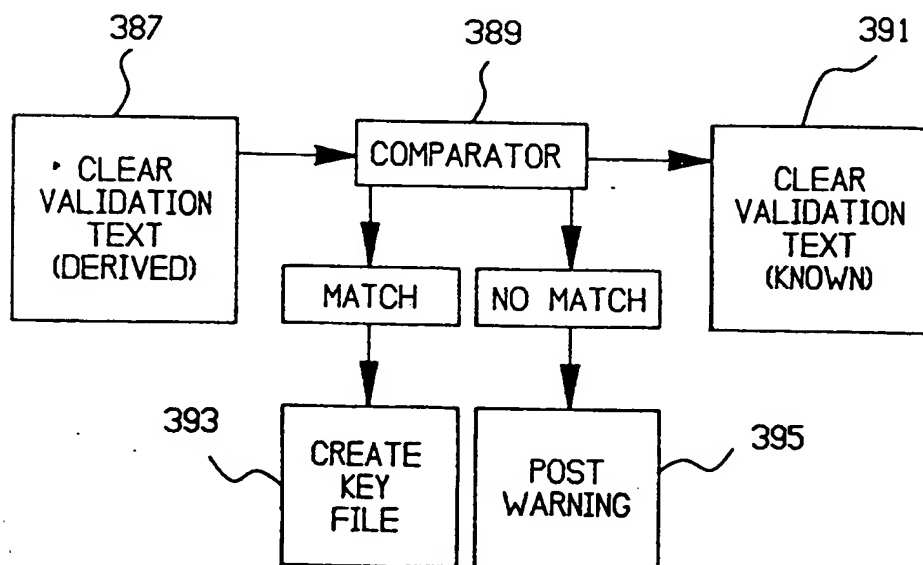 387
389
391
CLEAR
VALIDATION
TEXT
(DERIVED)
COMPARATOR
CLEAR
VALIDATION
TEXT
(KNOWN)
MATCH
NO MATCH
393
CREATE
KEY
FILE
POST
WARNING
395